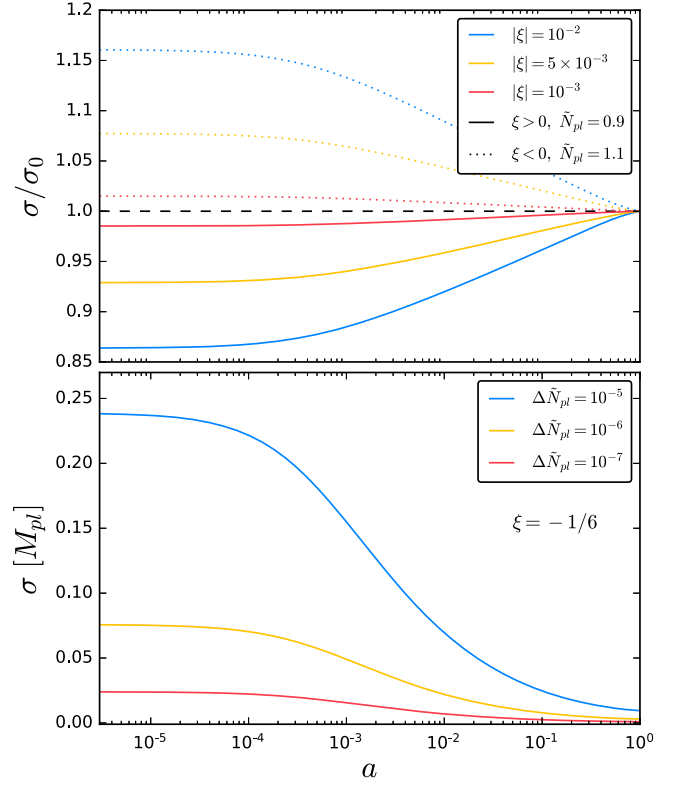 1.2
1.15
1.1
1.05
1.0
0.95
0.9
0.85
σ/σ₀
|ξ| = 10⁻²
|ξ| = 5 × 10⁻³
|ξ| = 10⁻³
ξ > 0, Ñₚₗ = 0.9
ξ < 0, Ñₚₗ = 1.1
0.25
0.20
0.15
0.10
0.05
0.00
σ [Mₚₗ]
ΔÑₚₗ = 10⁻⁵
ΔÑₚₗ = 10⁻⁶
ΔÑₚₗ = 10⁻⁷
ξ = −1/6
10⁻⁵ 10⁻⁴ 10⁻³ 10⁻² 10⁻¹ 10⁰
a